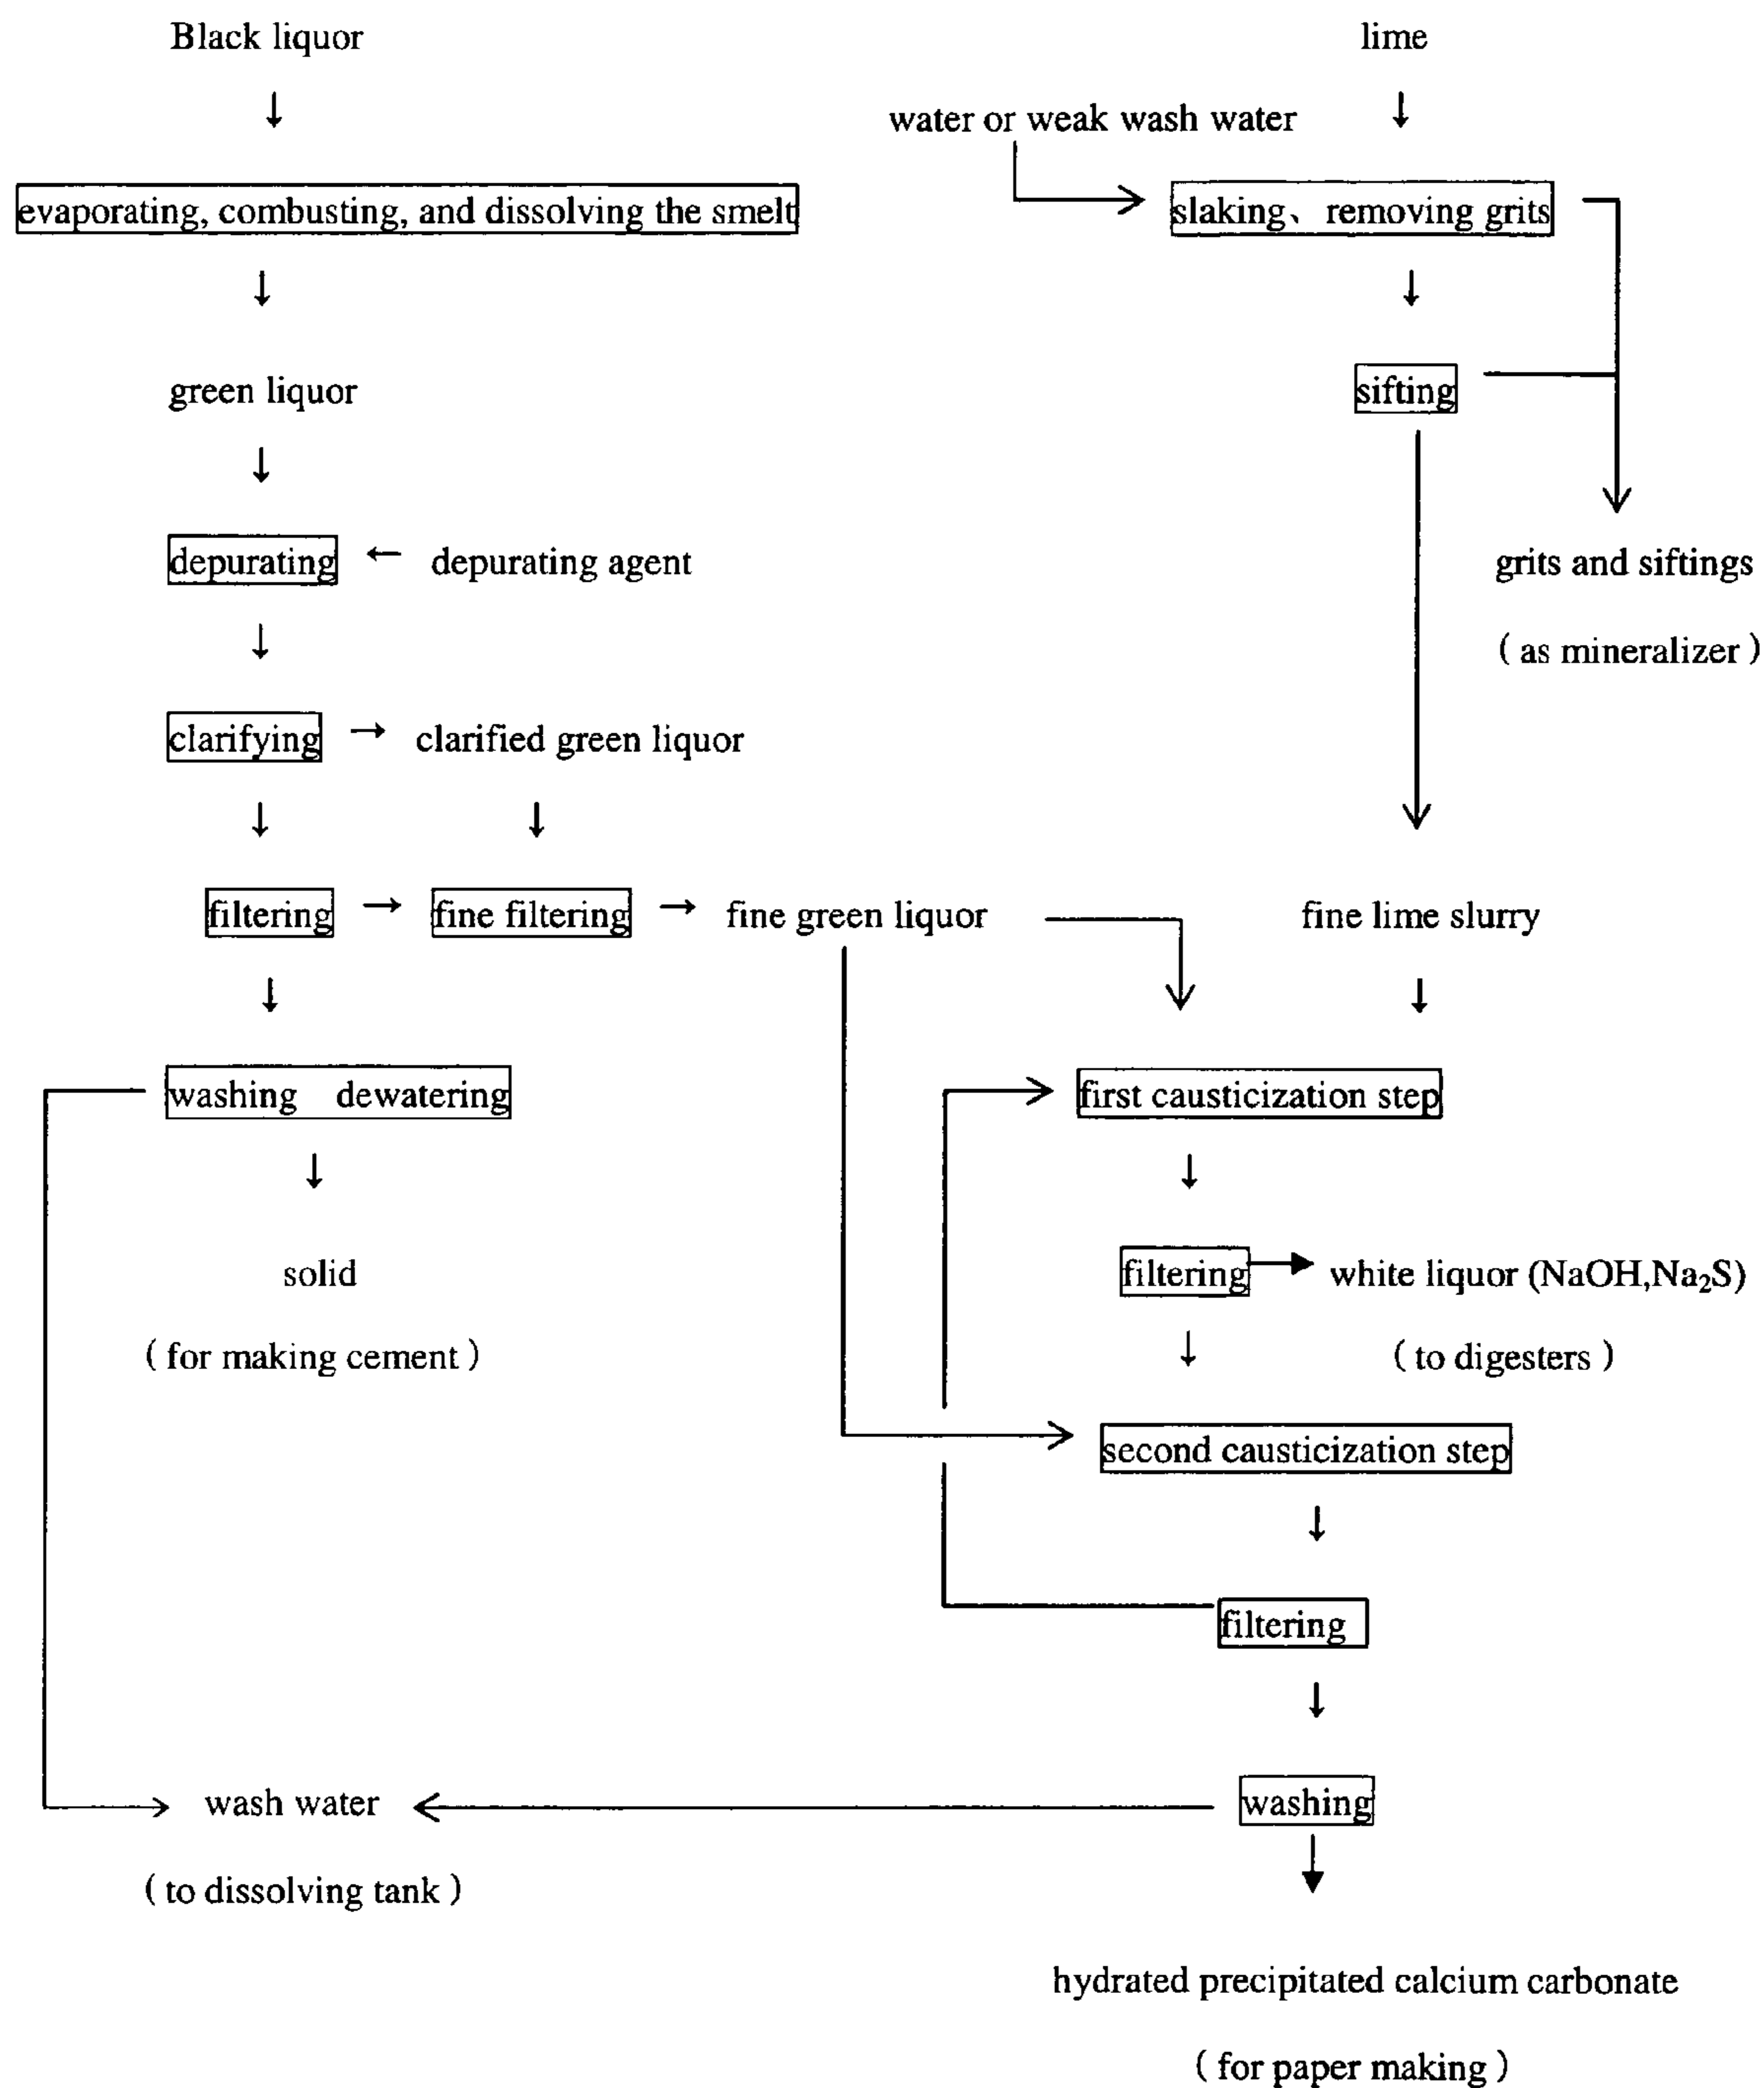 Black liquor
lime
water or weak wash water
evaporating, combusting, and dissolving the smelt
slaking、removing grits
green liquor
sifting
depurating
depurating agent
grits and siftings
( as mineralizer )
clarifying
clarified green liquor
filtering
fine filtering
fine green liquor
fine lime slurry
washing dewatering
first causticization step
solid
( for making cement )
filtering
white liquor (NaOH,Na₂S)
( to digesters )
second causticization step
filtering
wash water
( to dissolving tank )
washing
hydrated precipitated calcium carbonate
( for paper making )